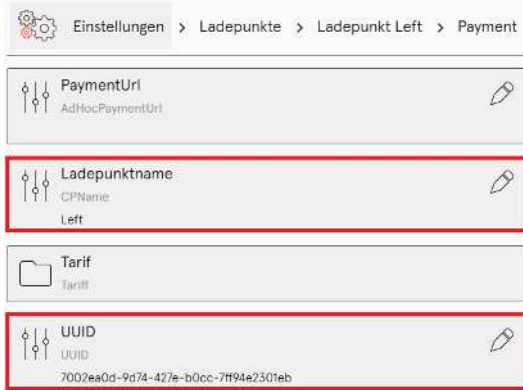 Einstellungen > Ladepunkte > Ladepunkt Left > Payment
PaymentUrl
AdHocPaymentUrl
Ladepunktname
CPName
Left
Tarif
Tariff
UUID
UUID
7002ea0d-9d74-427e-b0cc-7ff94e2301eb